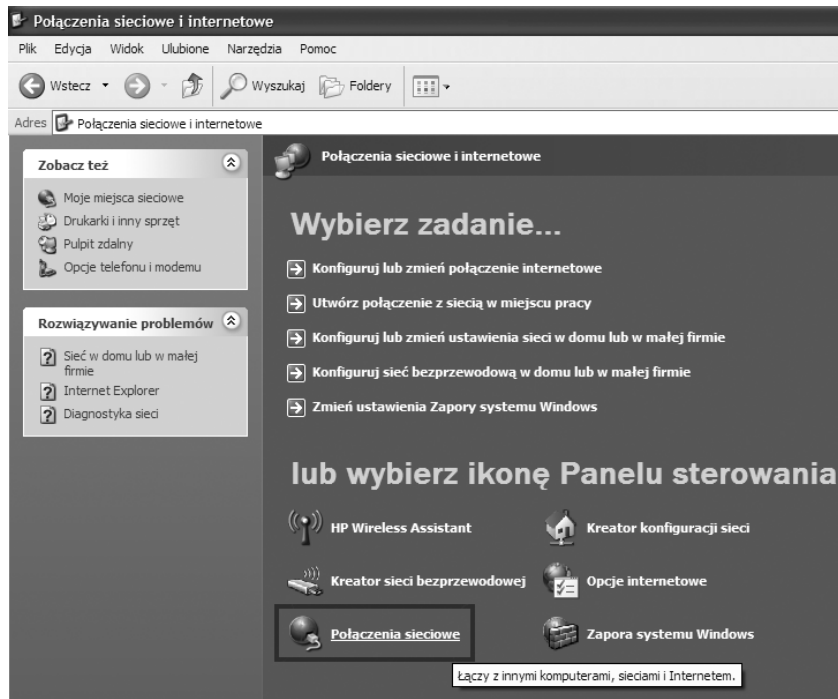 Połączenia sieciowe i internetowe
Plik Edycja Widok Ulubione Narzędzia Pomoc
Wstecz Wyszukaj Foldery
Adres Połączenia sieciowe i internetowe
Zobacz też
Moje miejsca sieciowe
Drukarki i inny sprzęt
Pulpit zdalny
Opcje telefonu i modemu
Rozwiązywanie problemów
Sieć w domu lub w małej
firmie
Internet Explorer
Diagnostyka sieci
Połączenia sieciowe i internetowe
Wybierz zadanie...
Konfiguruj lub zmień połączenie internetowe
Utwórz połączenie z siecią w miejscu pracy
Konfiguruj lub zmień ustawienia sieci w domu lub w małej firmie
Konfiguruj sieć bezprzewodową w domu lub w małej firmie
Zmień ustawienia Zapory systemu Windows
lub wybierz ikonę Panelu sterowania
HP Wireless Assistant Kreator konfiguracji sieci
Kreator sieci bezprzewodowej Opcje internetowe
Połączenia sieciowe Zapora systemu Windows
Łączy z innymi komputerami, sieciami i Internetem.